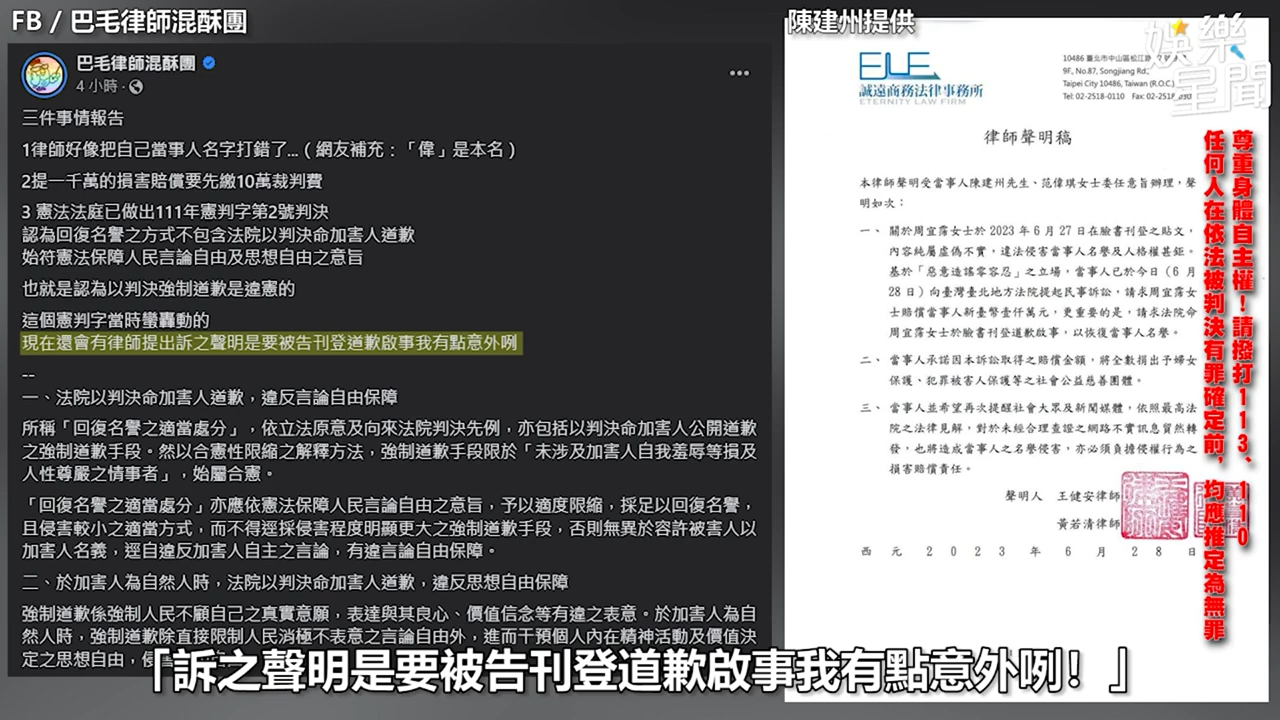 FB / 巴毛律師混酥團
巴毛律師混酥團
4 小時 ·
三件事情報告
1律師好像把自己當事人名字打錯了...（網友補充：「偉」是本名）
2提一千萬的損害賠償要先繳10萬裁判費
3 憲法法庭已做出111年憲判字第2號判決
認為回復名譽之方式不包含法院以判決命加害人道歉
始符憲法保障人民言論自由及思想自由之意旨
也就是認為以判決強制道歉是違憲的
這個憲判字當時蠻轟動的
現在還會有律師提出訴之聲明是要被告刊登道歉啟事我有點意外咧
--
一、法院以判決命加害人道歉，違反言論自由保障
所稱「回復名譽之適當處分」，依立法原意及向來法院判決先例，亦包括以判決命加害人公開道歉
之強制道歉手段。然以合憲性限縮之解釋方法，強制道歉手段限於「未涉及加害人自我羞辱等損及
人性尊嚴之情事者」，始屬合憲。
「回復名譽之適當處分」亦應依憲法保障人民言論自由之意旨，予以適度限縮，採足以回復名譽，
且侵害較小之適當方式，而不得逕採侵害程度明顯更大之強制道歉手段，否則無異於容許被害人以
加害人名義，逕自違反加害人自主之言論，有違言論自由保障。
二、於加害人為自然人時，法院以判決命加害人道歉，違反思想自由保障
強制道歉係強制人民不顧自己之真實意願，表達與其良心、價值信念等有違之表意。於加害人為自
然人時，強制道歉除直接限制人民消極不表意之言論自由外，進而干預個人內在精神活動及價值決
定之思想自由，侵
陳建州提供
ELF
誠遠商務法律事務所
ETERNITY LAW FIRM
10486 臺北市中山區松江路
9F., No.87, Songjiang Rd.,
Taipei City 10486, Taiwan (R.O.C.)
Tel: 02-2518-0110 Fax: 02-2518-
娛樂
星聞
律師聲明稿
本律師聲明受當事人陳建州先生、范偉琪女士委任意旨辦理，聲
明如次：
一、關於周宜霈女士於 2023 年 6 月 27 日在臉書刊登之貼文，
內容純屬虛偽不實，違法侵害當事人名譽及人格權甚鉅。
基於「惡意造謠零容忍」之立場，當事人已於今日（6 月
28 日）向臺灣臺北地方法院提起民事訴訟，請求周宜霈女
士賠償當事人新臺幣壹仟萬元，更重要的是，請求法院命
周宜霈女士於臉書刊登道歉啟事，以恢復當事人名譽。
二、當事人承諾因本訴訟取得之賠償金額，將全數捐出予婦女
保護、犯罪被害人保護等之社會公益慈善團體。
三、當事人並希望再次提醒社會大眾及新聞媒體，依照最高法
院之法律見解，對於未經合理查證之網路不實訊息貿然轉
發，也將造成當事人之名譽侵害，亦必須負擔侵權行為之
損害賠償責任。
聲明人 王健安律師
黃若清律師
西元 2 0 2 3 年 6 月 2 8 日
尊重身體自主權！請撥打113、110
任何人在依法被判決有罪確定前，均應推定為無罪
「訴之聲明是要被告刊登道歉啟事我有點意外咧！」